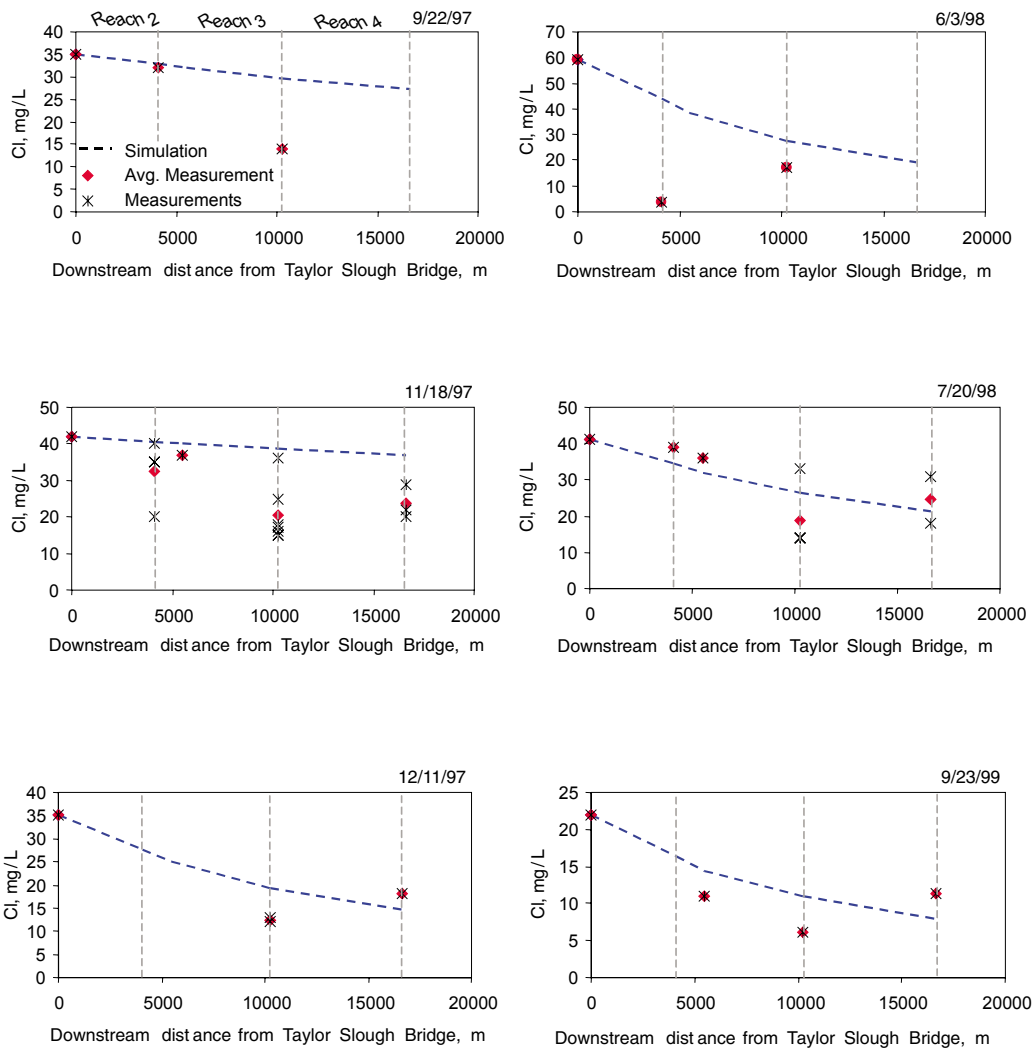 Reach 2 Reach 3 Reach 4 9/22/97
40
35
30
25
20
15
10
5
0
Cl, mg/L
Simulation
Avg. Measurement
Measurements
0 5000 10000 15000 20000
Downstream distance from Taylor Slough Bridge, m
6/3/98
70
60
50
40
30
20
10
0
Cl, mg/L
0 5000 10000 15000 20000
Downstream distance from Taylor Slough Bridge, m
11/18/97
50
40
30
20
10
0
Cl, mg/L
0 5000 10000 15000 20000
Downstream distance from Taylor Slough Bridge, m
7/20/98
50
40
30
20
10
0
Cl, mg/L
0 5000 10000 15000 20000
Downstream distance from Taylor Slough Bridge, m
12/11/97
40
35
30
25
20
15
10
5
0
Cl, mg/L
0 5000 10000 15000 20000
Downstream distance from Taylor Slough Bridge, m
9/23/99
25
20
15
10
5
0
Cl, mg/L
0 5000 10000 15000 20000
Downstream distance from Taylor Slough Bridge, m